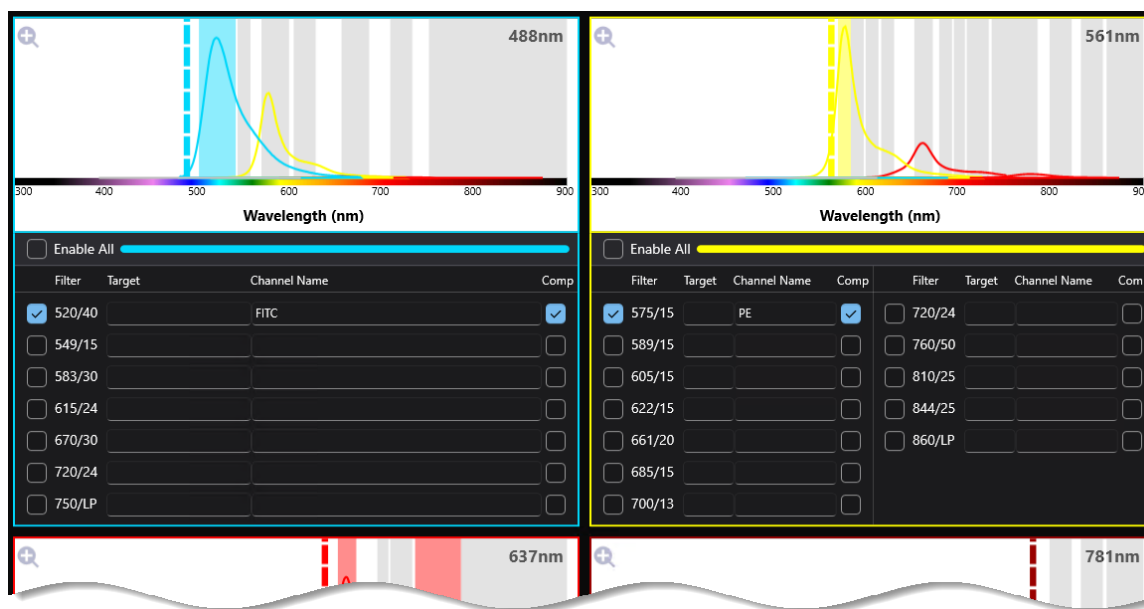 488nm
300 400 500 600 700 800 900
Wavelength (nm)
Enable All
Filter Target Channel Name Comp
520/40 FITC
549/15
583/30
615/24
670/30
720/24
750/LP
561nm
300 400 500 600 700 800 90
Wavelength (nm)
Enable All
Filter Target Channel Name Comp Filter Target Channel Name Com
575/15 PE 720/24
589/15 760/50
605/15 810/25
622/15 844/25
661/20 860/LP
685/15
700/13
637nm
781nm